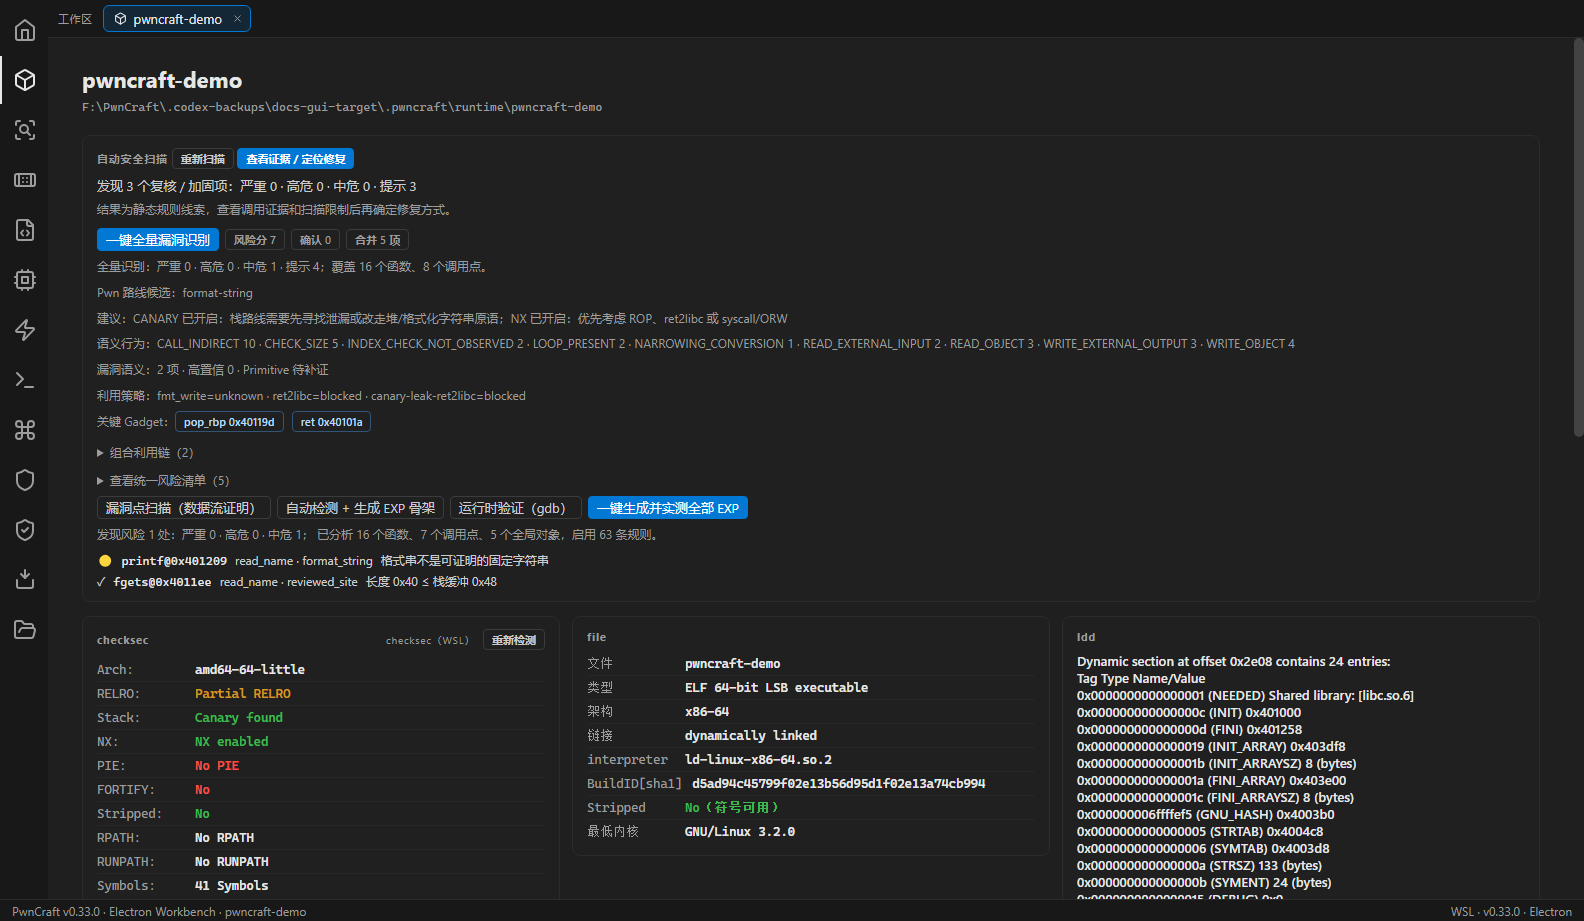 工作区
pwncraft-demo ×
pwncraft-demo
F:\PwnCraft\.codex-backups\docs-gui-target\.pwncraft\runtime\pwncraft-demo
自动安全扫描 重新扫描 查看证据 / 定位修复
发现 3 个复核 / 加固项：严重 0 · 高危 0 · 中危 0 · 提示 3
结果为静态规则线索，查看调用证据和扫描限制后再确定修复方式。
一键全量漏洞识别 风险分 7 确认 0 合并 5 项
全量识别：严重 0 · 高危 0 · 中危 1 · 提示 4；覆盖 16 个函数、8 个调用点。
Pwn 路线候选：format-string
建议：CANARY 已开启：栈路线需要先寻找泄漏或改走堆/格式化字符串原语；NX 已开启：优先考虑 ROP、ret2libc 或 syscall/ORW
语义行为：CALL_INDIRECT 10 · CHECK_SIZE 5 · INDEX_CHECK_NOT_OBSERVED 2 · LOOP_PRESENT 2 · NARROWING_CONVERSION 1 · READ_EXTERNAL_INPUT 2 · READ_OBJECT 3 · WRITE_EXTERNAL_OUTPUT 3 · WRITE_OBJECT 4
漏洞语义：2 项 · 高置信 0 · Primitive 待补证
利用策略：fmt_write=unknown · ret2libc=blocked · canary-leak-ret2libc=blocked
关键 Gadget: pop_rbp 0x40119d ret 0x40101a
▶ 组合利用链（2）
▶ 查看统一风险清单（5）
漏洞点扫描（数据流证明） 自动检测 + 生成 EXP 骨架 运行时验证（gdb） 一键生成并实测全部 EXP
发现风险 1 处：严重 0 · 高危 0 · 中危 1； 已分析 16 个函数、7 个调用点、5 个全局对象，启用 63 条规则。
printf@0x401209 read_name · format_string 格式串不是可证明的固定字符串
✓ fgets@0x4011ee read_name · reviewed_site 长度 0x40 ≤ 栈缓冲 0x48
checksec checksec (WSL) 重新检测
Arch: amd64-64-little
RELRO: Partial RELRO
Stack: Canary found
NX: NX enabled
PIE: No PIE
FORTIFY: No
Stripped: No
RPATH: No RPATH
RUNPATH: No RUNPATH
Symbols: 41 Symbols
file
文件 pwncraft-demo
类型 ELF 64-bit LSB executable
架构 x86-64
链接 dynamically linked
interpreter ld-linux-x86-64.so.2
BuildID[sha1] d5ad94c45799f02e13b56d95d1f02e13a74cb994
Stripped No（符号可用）
最低内核 GNU/Linux 3.2.0
ldd
Dynamic section at offset 0x2e08 contains 24 entries:
Tag Type Name/Value
0x0000000000000001 (NEEDED) Shared library: [libc.so.6]
0x000000000000000c (INIT) 0x401000
0x000000000000000d (FINI) 0x401258
0x0000000000000019 (INIT_ARRAY) 0x403df8
0x000000000000001b (INIT_ARRAYSZ) 8 (bytes)
0x000000000000001a (FINI_ARRAY) 0x403e00
0x000000000000001c (FINI_ARRAYSZ) 8 (bytes)
0x000000006ffffef5 (GNU_HASH) 0x4003b0
0x0000000000000005 (STRTAB) 0x4004c8
0x0000000000000006 (SYMTAB) 0x4003d8
0x000000000000000a (STRSZ) 133 (bytes)
0x000000000000000b (SYMENT) 24 (bytes)
0x0000000000000015 (DEBUG) 0x0
PwnCraft v0.33.0 · Electron Workbench · pwncraft-demo
WSL · v0.33.0 · Electron